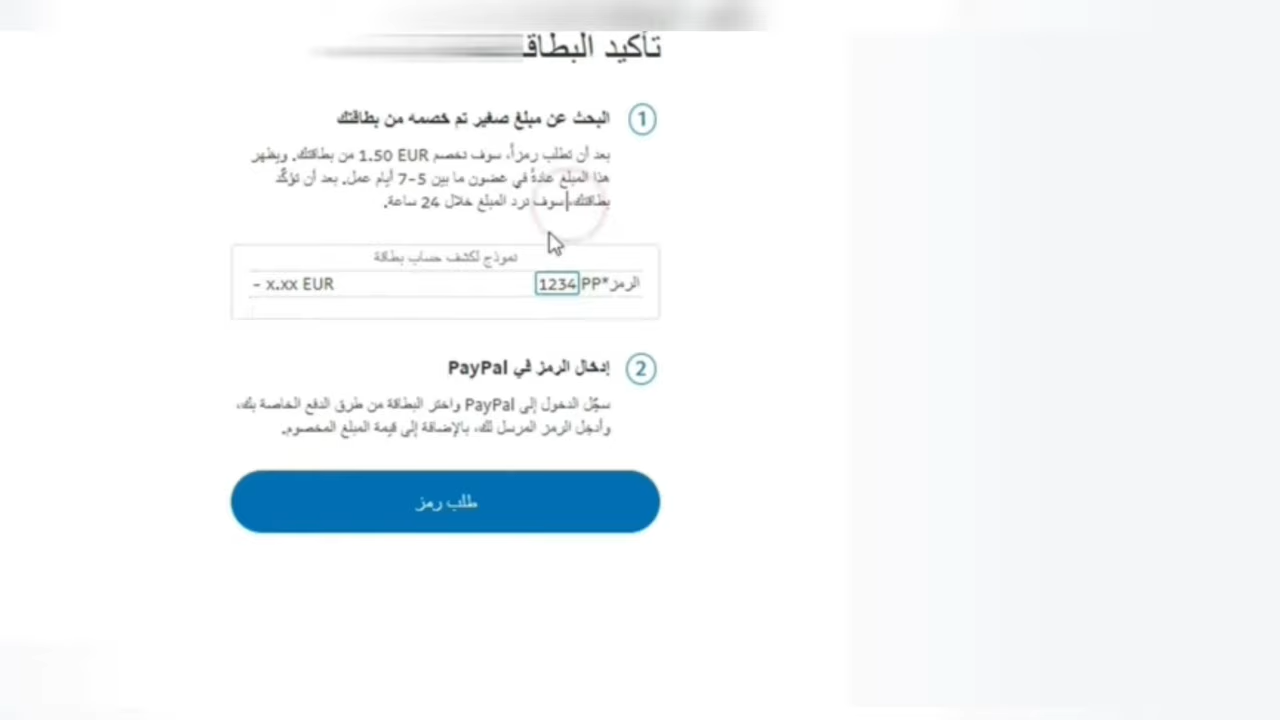 تأكيد البطاق
1
البحث عن مبلغ صغير تم خصمه من بطاقتك
بعد أن تطلب رمزاً، سوف نخصم 1.50 EUR من بطاقتك. ويظهر
هذا المبلغ عادةً في غضون ما بين 5-7 أيام عمل. بعد أن تؤكّد
بطاقتك، سوف نرد المبلغ خلال 24 ساعة.
نموذج لكشف حساب بطاقة
PP*1234الرمز
- x.xx EUR
2
إدخال الرمز في PayPal
سجّل الدخول إلى PayPal واختر البطاقة من طرق الدفع الخاصة بك،
وأدخل الرمز المرسل لك، بالإضافة إلى قيمة المبلغ المخصوم.
طلب رمز